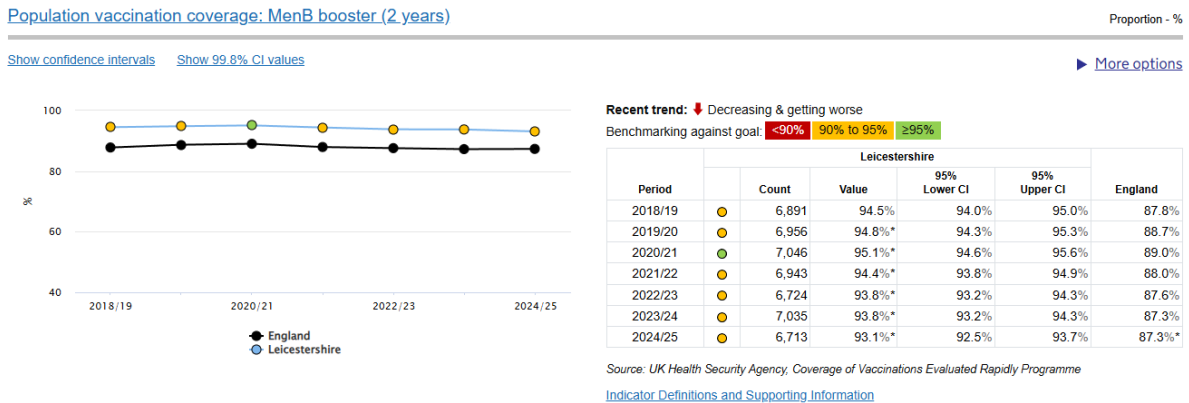 Population vaccination coverage: MenB booster (2 years)
Proportion - %
Show confidence intervals Show 99.8% CI values
▶ More options
100
80
60
40
%
2018/19 2020/21 2022/23 2024/25
England
Leicestershire
Recent trend: Decreasing & getting worse
Benchmarking against goal: <90% 90% to 95% ≥95%
Leicestershire
Period Count Value 95% Lower CI 95% Upper CI England
2018/19 6,891 94.5% 94.0% 95.0% 87.8%
2019/20 6,956 94.8%* 94.3% 95.3% 88.7%
2020/21 7,046 95.1%* 94.6% 95.6% 89.0%
2021/22 6,943 94.4%* 93.8% 94.9% 88.0%
2022/23 6,724 93.8%* 93.2% 94.3% 87.6%
2023/24 7,035 93.8%* 93.2% 94.3% 87.3%
2024/25 6,713 93.1%* 92.5% 93.7% 87.3%*
Source: UK Health Security Agency, Coverage of Vaccinations Evaluated Rapidly Programme
Indicator Definitions and Supporting Information